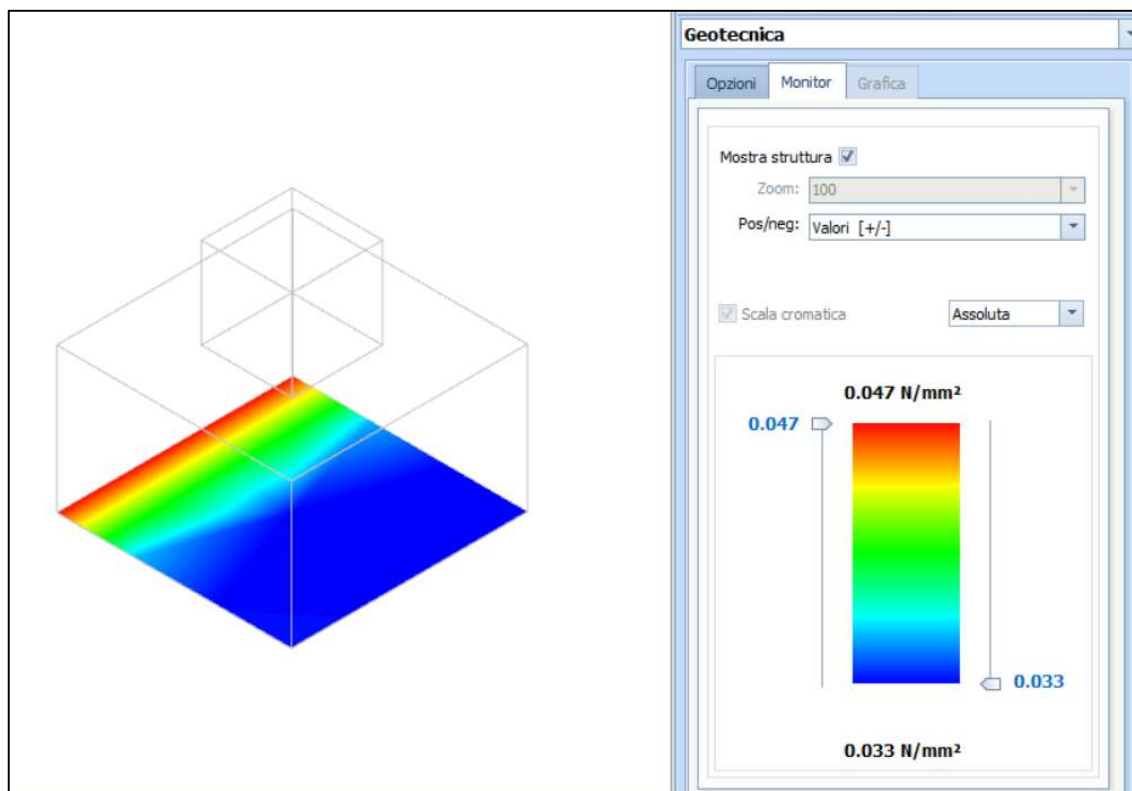 Geotecnica
Opzioni Monitor Grafica
Mostra struttura
Zoom: 100
Pos/neg: Valori [+/-]
Scala cromatica Assoluta
0.047 N/mm²
0.047
0.033
0.033 N/mm²